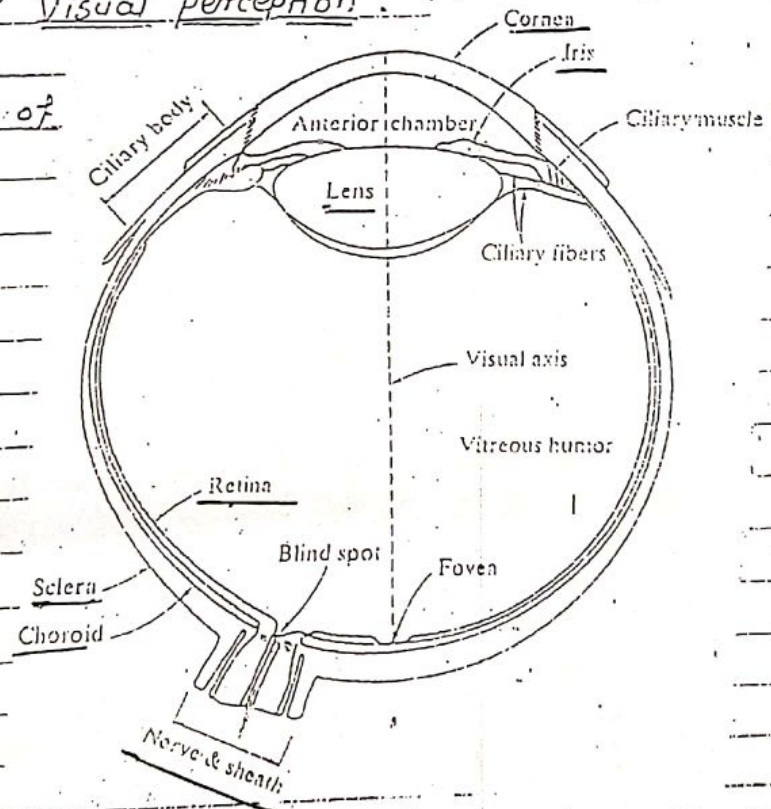 Visual perception.
Cornea
Iris
of
Ciliary body
Anterior chamber
Ciliary muscle
Lens
Ciliary fibers
Visual axis
Vitreous humor
Retina
Blind spot
Fovea
Sclera
Choroid
Nerve & sheath